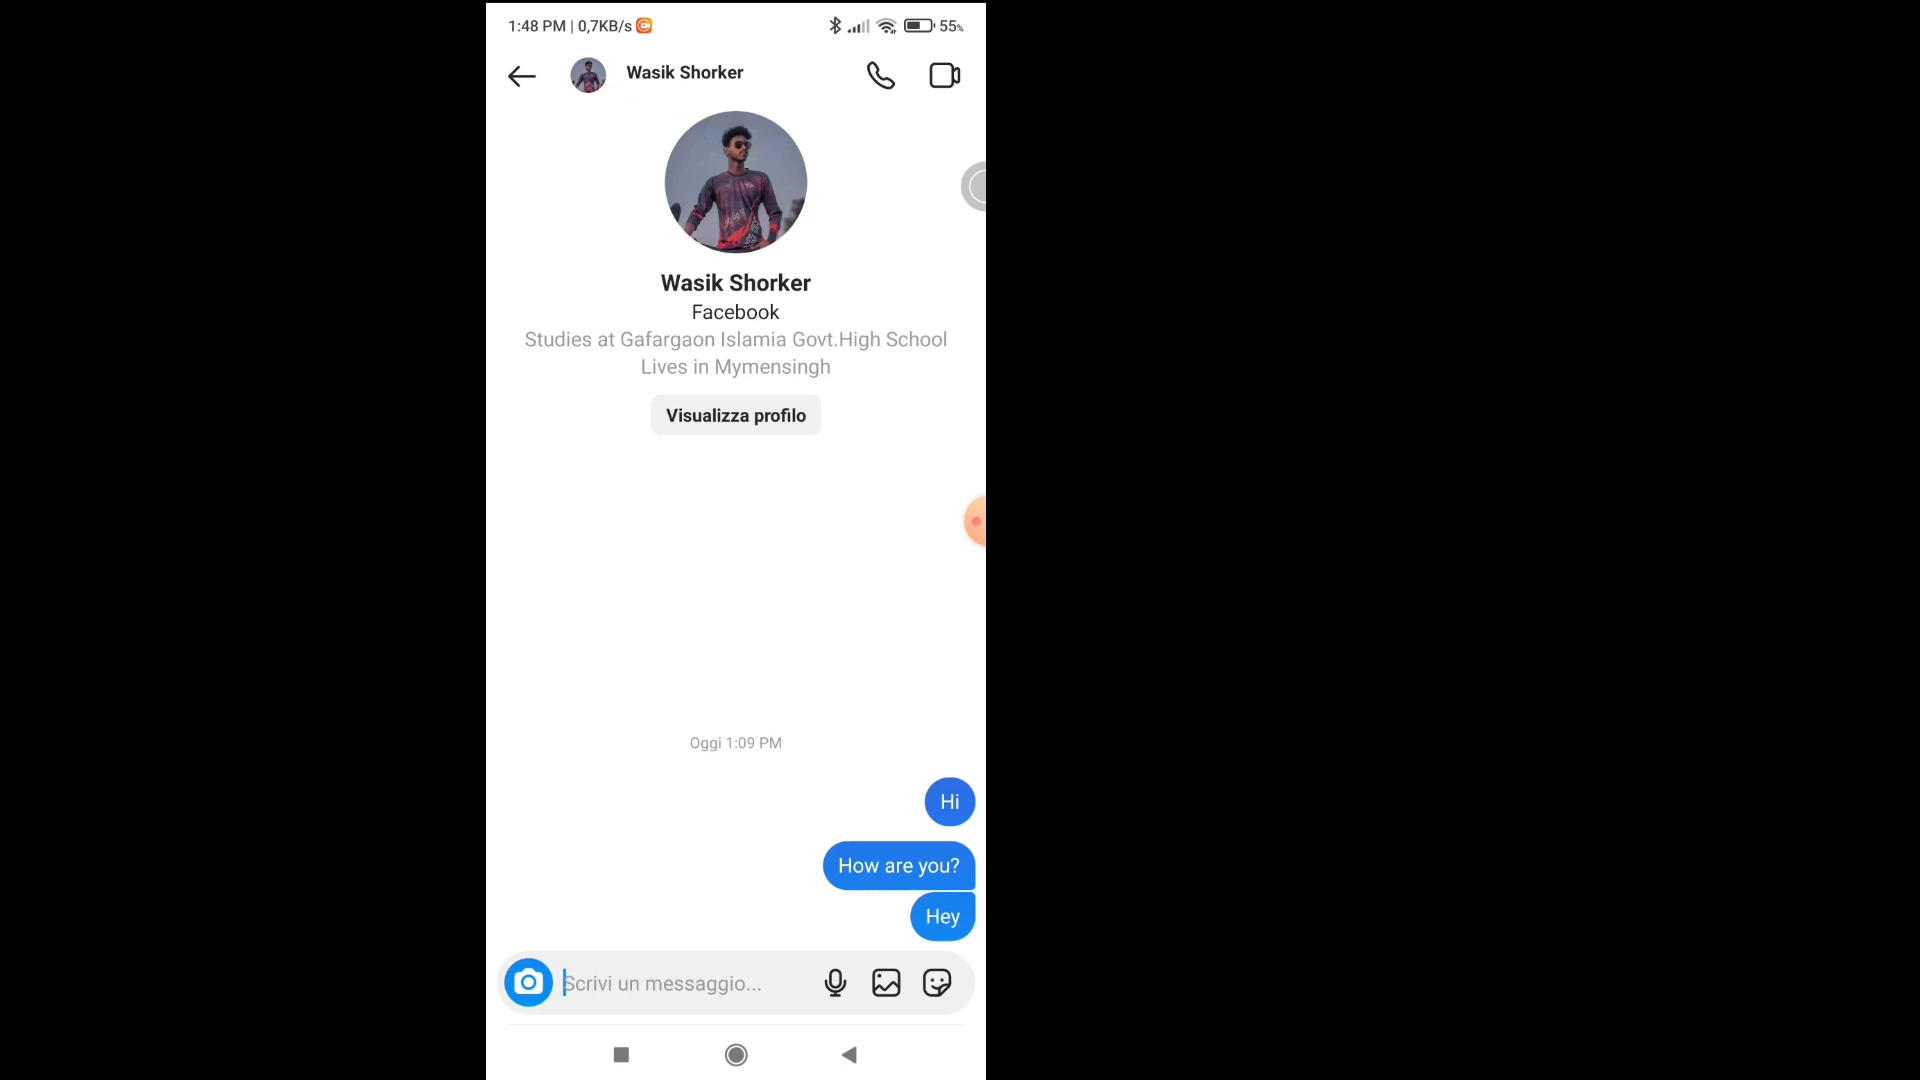 1:48 PM | 0,7KB/s
55%
Wasik Shorker
Wasik Shorker
Facebook
Studies at Gafargaon Islamia Govt.High School
Lives in Mymensingh
Visualizza profilo
Oggi 1:09 PM
Hi
How are you?
Hey
Scrivi un messaggio...